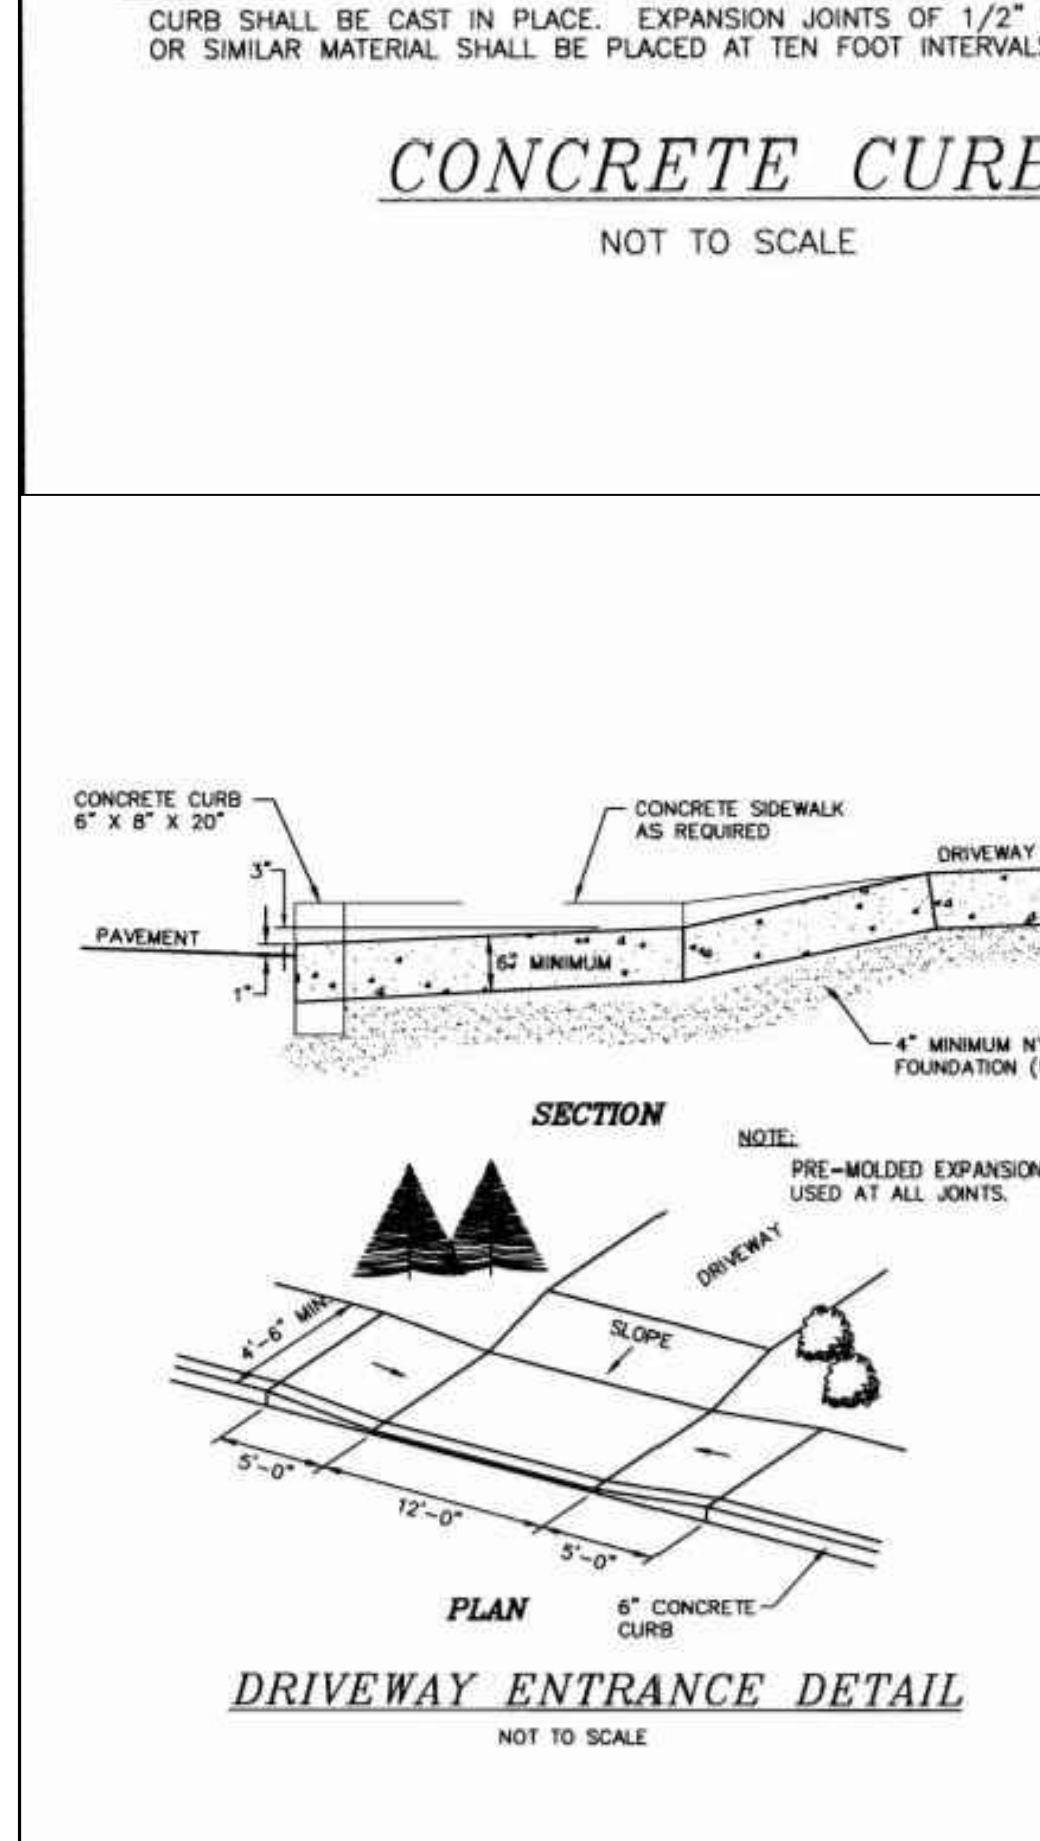 CURB SHALL BE CAST IN PLACE. EXPANSION JOINTS OF 1/2"
OR SIMILAR MATERIAL SHALL BE PLACED AT TEN FOOT INTERVALS
CONCRETE CURB
NOT TO SCALE
CONCRETE CURB
6" X 8" X 20"
CONCRETE SIDEWALK
AS REQUIRED
3"
DRIVEWAY
PAVEMENT
6" MINIMUM
1"
4" MINIMUM
FOUNDATION
SECTION
NOTE:
PRE-MOLDED EXPANSION
USED AT ALL JOINTS.
DRIVEWAY
4'-6" MIN.
SLOPE
5'-0"
12'-0"
5'-0"
PLAN
6" CONCRETE
CURB
DRIVEWAY ENTRANCE DETAIL
NOT TO SCALE